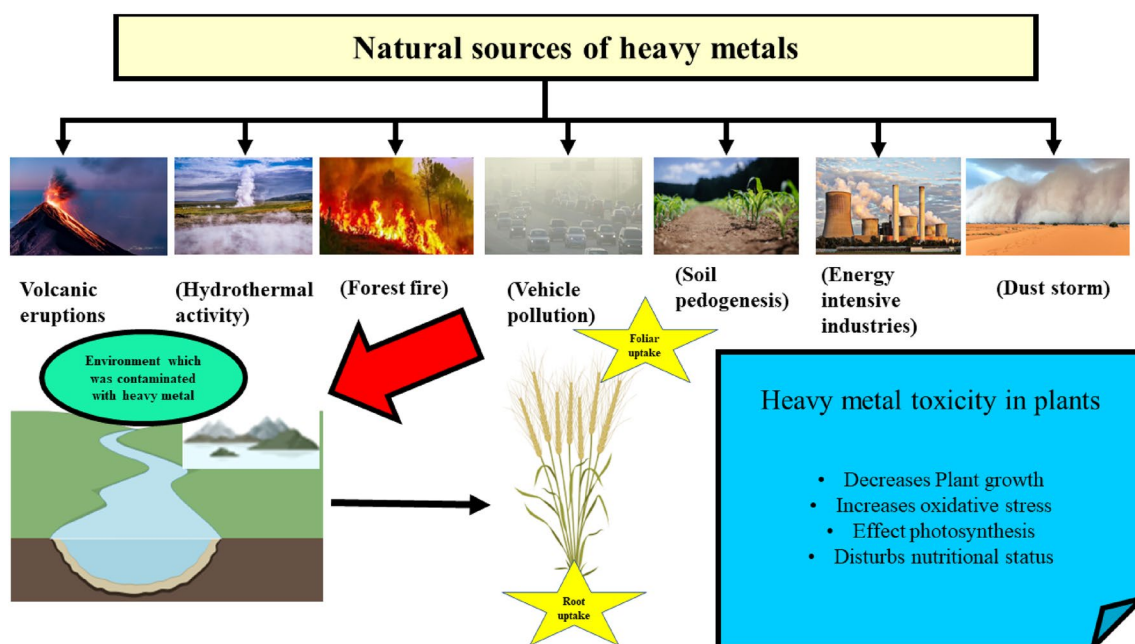 Natural sources of heavy metals
Volcanic
eruptions
(Hydrothermal
activity)
(Forest fire)
(Vehicle
pollution)
(Soil
pedogenesis)
(Energy
intensive
industries)
(Dust storm)
Environment which
was contaminated
with heavy metal
Foliar
uptake
Root
uptake
Heavy metal toxicity in plants
• Decreases Plant growth
• Increases oxidative stress
• Effect photosynthesis
• Disturbs nutritional status